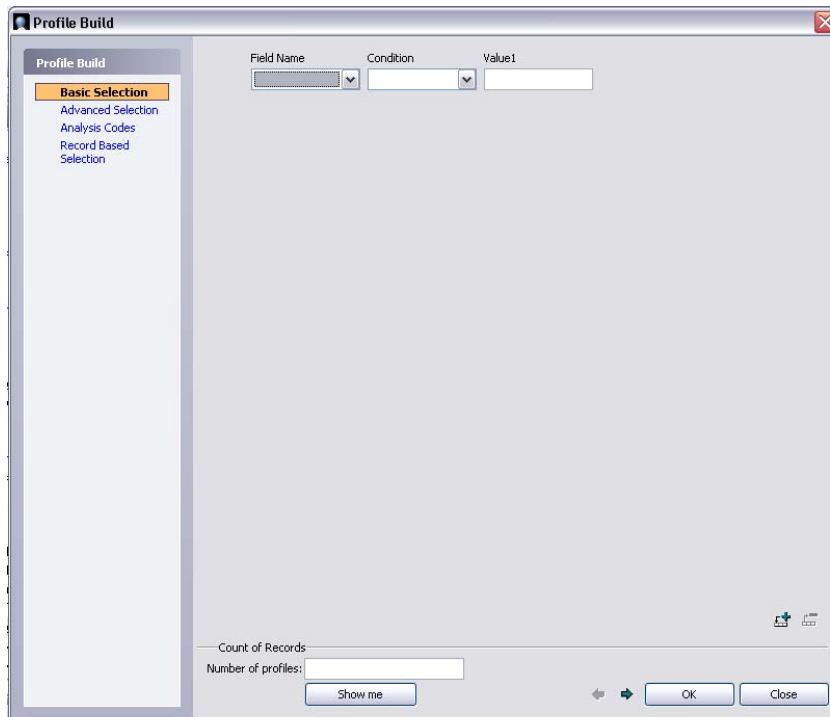 Profile Build
Profile Build
Basic Selection
Advanced Selection
Analysis Codes
Record Based
Selection
Field Name Condition Value1
Count of Records
Number of profiles:
Show me OK Close